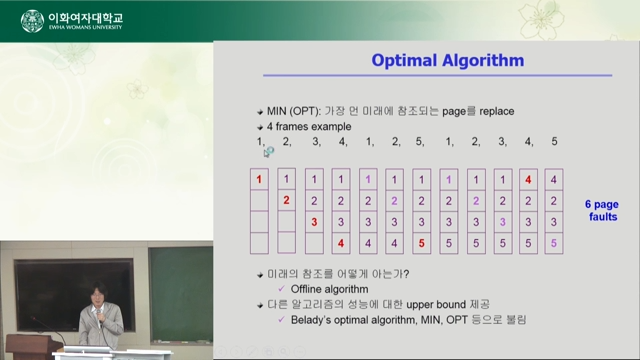 이화여자대학교
EWHA WOMANS UNIVERSITY
Optimal Algorithm
MIN (OPT): 가장 먼 미래에 참조되는 page를 replace
4 frames example
1, 2, 3, 4, 1, 2, 5, 1, 2, 3, 4, 5
1 1 1 1 1 1 1 1 1 1 4 4
2 2 2 2 2 2 2 2 2 2 2
3 3 3 3 3 3 3 3 3 3
4 4 4 5 5 5 5 5 5
6 page
faults
미래의 참조를 어떻게 아는가?
Offline algorithm
다른 알고리즘의 성능에 대한 upper bound 제공
Belady's optimal algorithm, MIN, OPT 등으로 불림